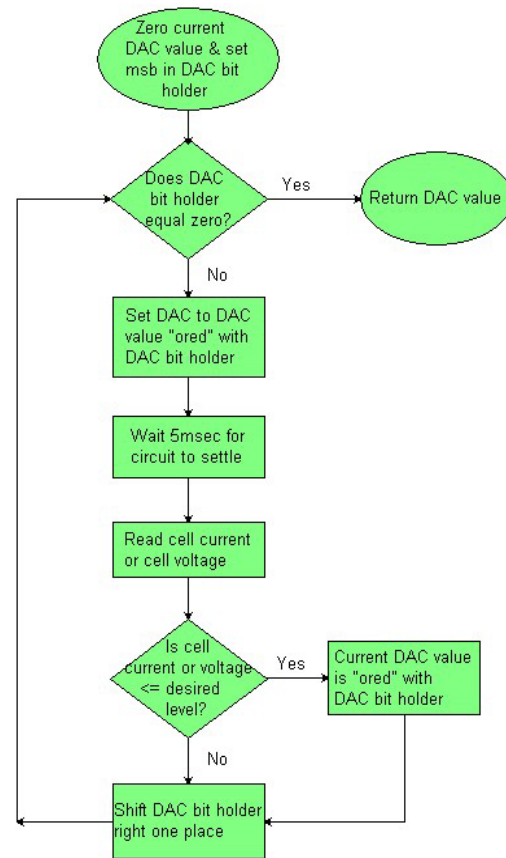 Zero current
DAC value & set
msb in DAC bit
holder
Does DAC
bit holder
equal zero?
Yes
Return DAC value
No
Set DAC to DAC
value "ored" with
DAC bit holder
Wait 5msec for
circuit to settle
Read cell current
or cell voltage
Is cell
current or voltage
<= desired
level?
Yes
Current DAC value
is "ored" with
DAC bit holder
No
Shift DAC bit holder
right one place